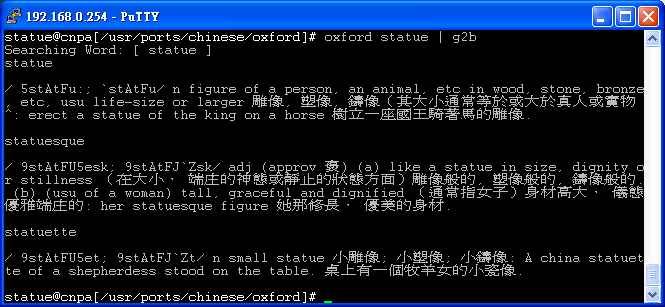 192.168.0.254 - PuTTY
statue@cnpa[/usr/ports/chinese/oxford]# oxford statue | g2b
Searching Word: [ statue ]
statue
/ 5stAtFu:; `stAtFu/ n figure of a person, an animal, etc in wood, stone, bronze
, etc, usu life-size or larger 雕像, 塑像, 鑄像 (其大小通常等於或大於真人或實物
^: erect a statue of the king on a horse 樹立一座國王騎著馬的雕像.
statuesque
/ 9stAtFU5esk; 9stAtFJ`Zsk/ adj (approv 褒) (a) like a statue in size, dignity o
r stillness (在大小、 端庄的神態或靜止的狀態方面)雕像般的, 塑像般的, 鑄像般的
(b) (usu of a woman) tall, graceful and dignified (通常指女子)身材高大、 儀態
優雅端庄的: her statuesque figure 她那修長、 優美的身材.
statuette
/ 9stAtFU5et; 9stAtFJ`Zt/ n small statue 小雕像; 小塑像; 小鑄像: A china statuet
te of a shepherdess stood on the table. 桌上有一個牧羊女的小瓷像.
statue@cnpa[/usr/ports/chinese/oxford]#